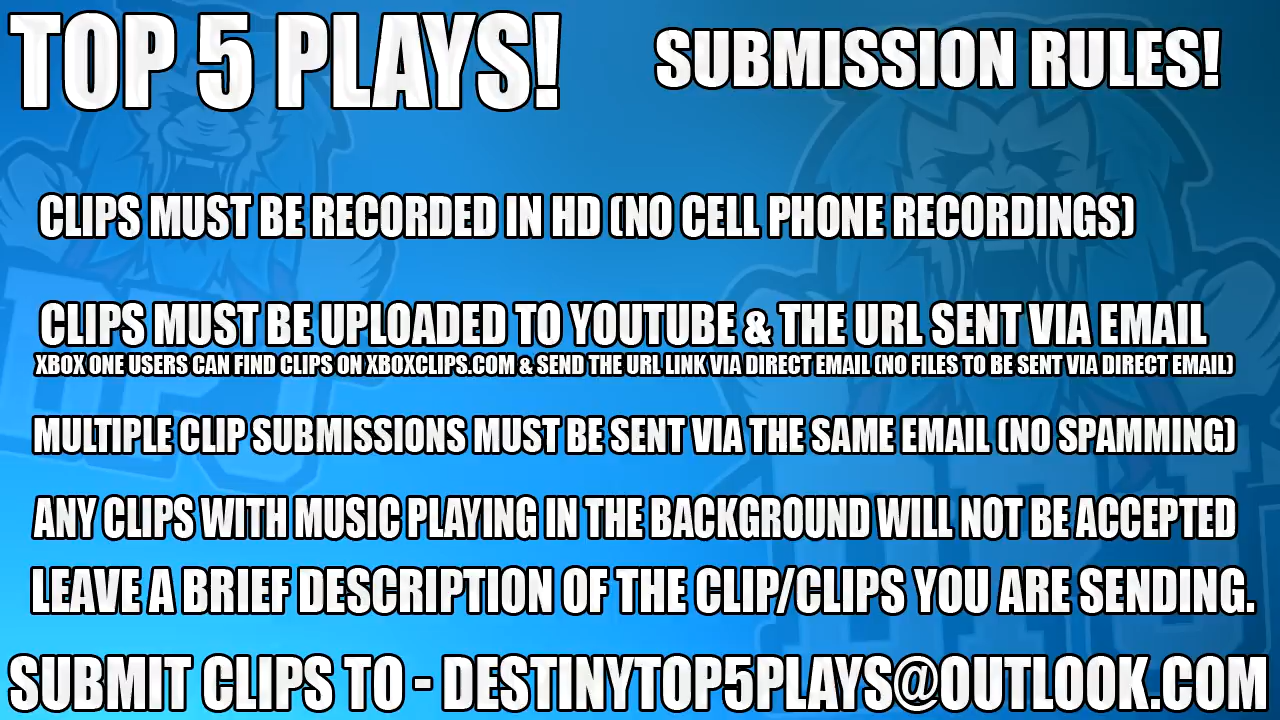 TOP 5 PLAYS!
SUBMISSION RULES!
CLIPS MUST BE RECORDED IN HD (NO CELL PHONE RECORDINGS)
CLIPS MUST BE UPLOADED TO YOUTUBE & THE URL SENT VIA EMAIL
XBOX ONE USERS CAN FIND CLIPS ON XBOXCLIPS.COM & SEND THE URL LINK VIA DIRECT EMAIL (NO FILES TO BE SENT VIA DIRECT EMAIL)
MULTIPLE CLIP SUBMISSIONS MUST BE SENT VIA THE SAME EMAIL (NO SPAMMING)
ANY CLIPS WITH MUSIC PLAYING IN THE BACKGROUND WILL NOT BE ACCEPTED
LEAVE A BRIEF DESCRIPTION OF THE CLIP/CLIPS YOU ARE SENDING.
SUBMIT CLIPS TO - DESTINYTOP5PLAYS@OUTLOOK.COM